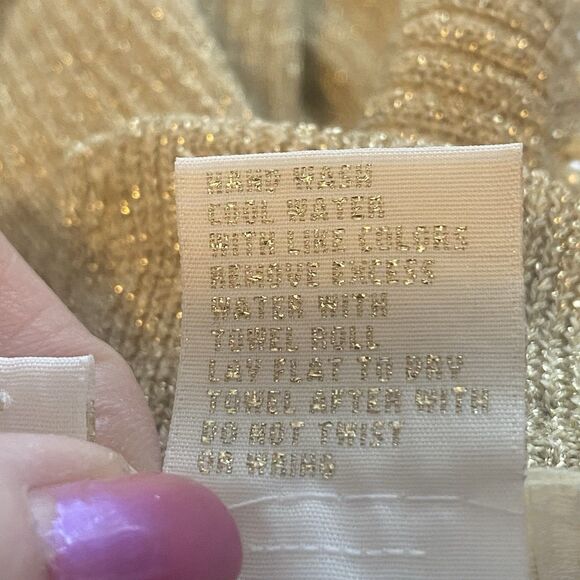 HAND WASH
COOL WATER
WITH LIKE COLORS
REMOVE EXCESS
WATER WITH
TOWEL ROLL
LAY FLAT TO DRY
TOWEL AFTER WITH
DO NOT TWIST
OR WRING